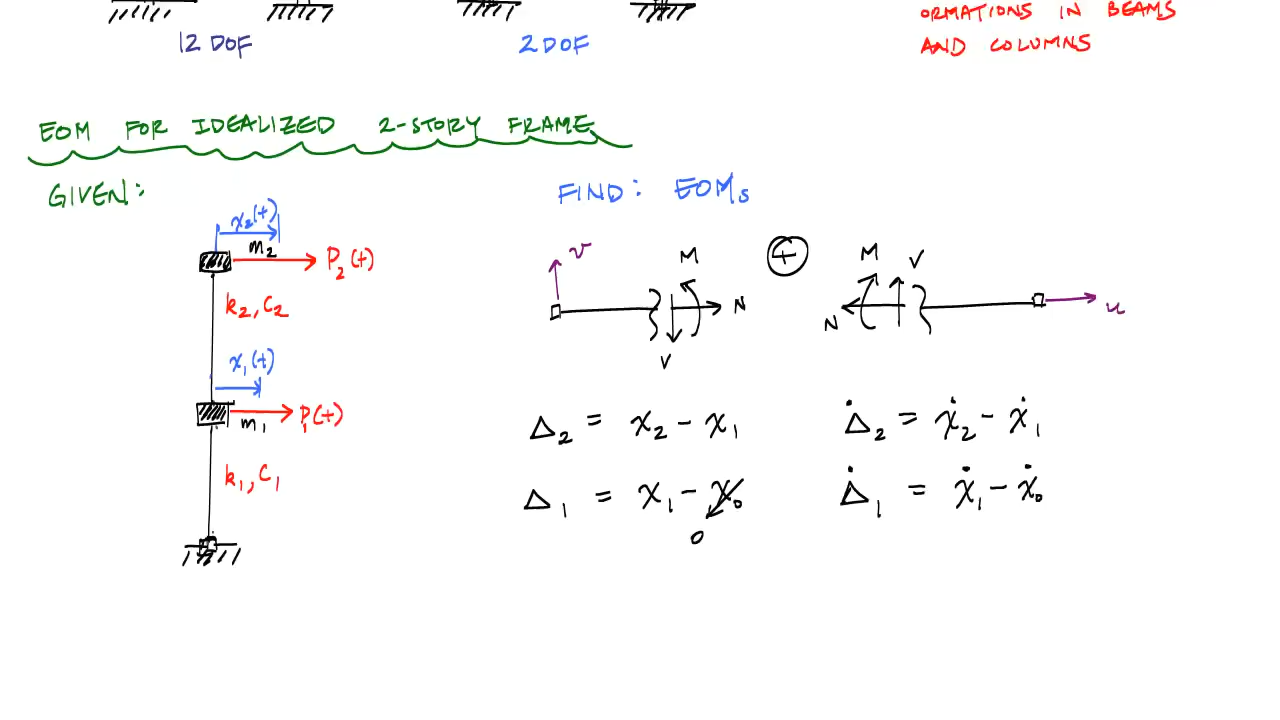 ORMATIONS IN BEAMS
AND COLUMNS
12 DOF
2 DOF
EOM FOR IDEALIZED 2-STORY FRAME
GIVEN:
x₂(t)
m₂
P₂(t)
k₂, C₂
x₁(t)
P₁(t)
m₁
k₁, C₁
FIND: EOMs
v
M
N
V
+
M
V
N
u
Δ₂ = x₂ - x₁
Δ̇₂ = ẋ₂ - ẋ₁
Δ₁ = x₁ - x₀
0
Δ̇₁ = ẋ₁ - ẋ₀